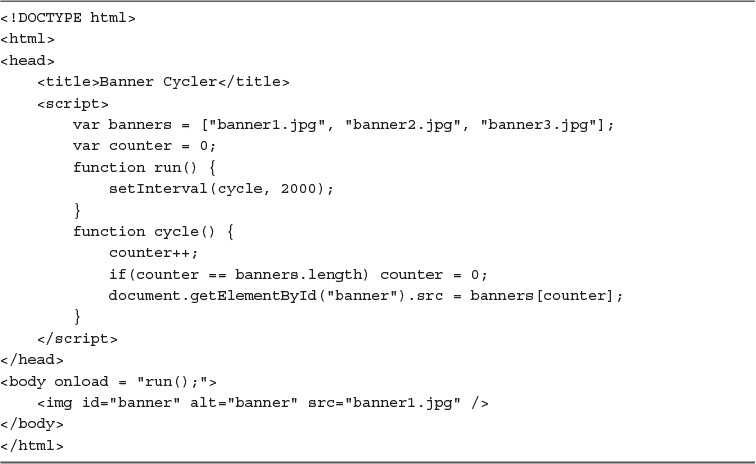 <!DOCTYPE html>
<html>
<head>
    <title>Banner Cycler</title>
    <script>
        var banners = ["banner1.jpg", "banner2.jpg", "banner3.jpg"];
        var counter = 0;
        function run() {
            setInterval(cycle, 2000);
        }
        function cycle() {
            counter++;
            if(counter == banners.length) counter = 0;
            document.getElementById("banner").src = banners[counter];
        }
    </script>
</head>
<body onload = "run();">
    <img id="banner" alt="banner" src="banner1.jpg" />
</body>
</html>